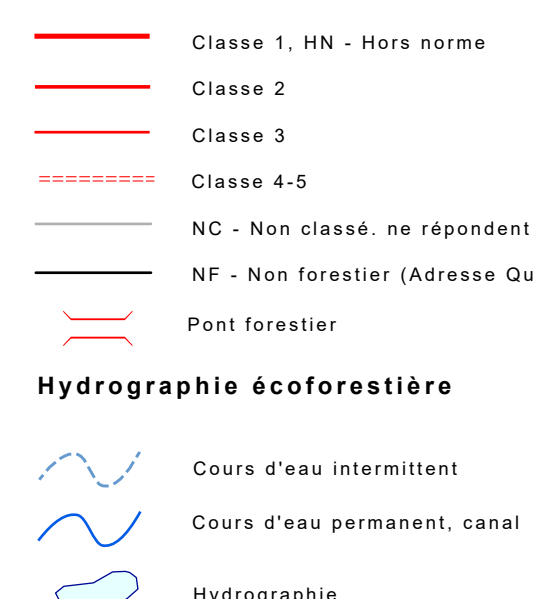 Classe 1, HN - Hors norme
Classe 2
Classe 3
Classe 4-5
NC - Non classé. ne répondent
NF - Non forestier (Adresse Qu
Pont forestier
Hydrographie écoforestière
Cours d'eau intermittent
Cours d'eau permanent, canal
Hydrographie